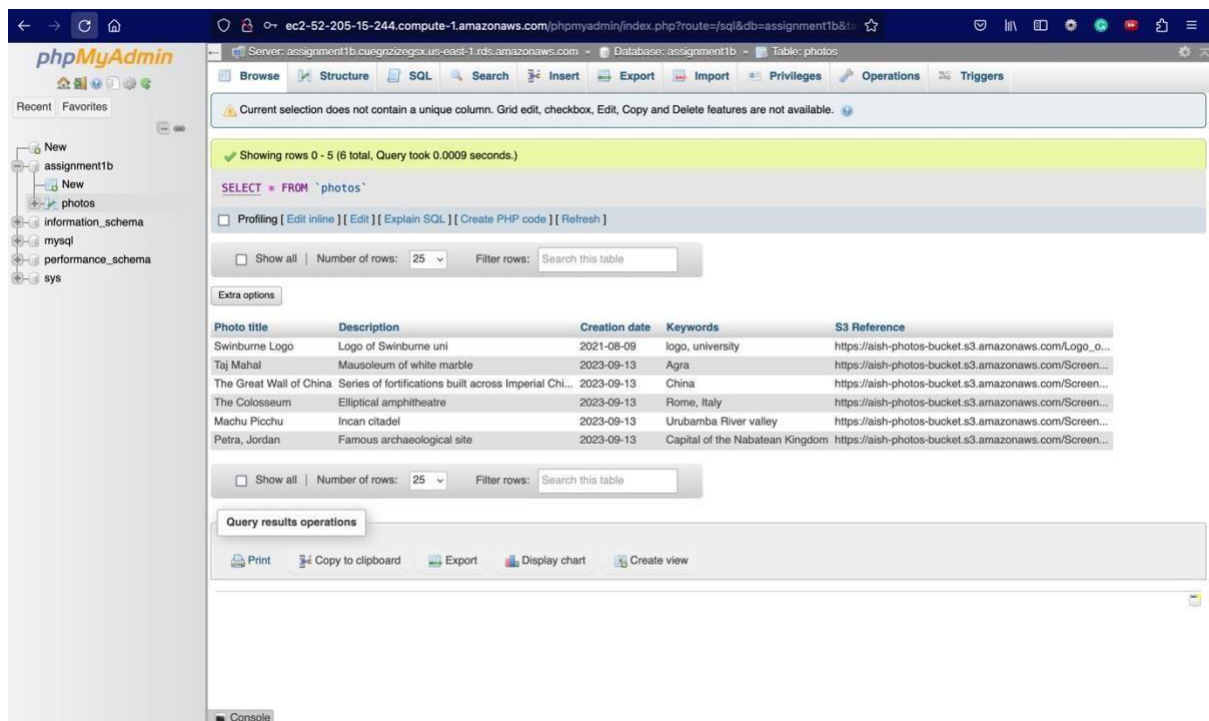 ec2-52-205-15-244.compute-1.amazonaws.com/phpmyadmin/index.php?route=/sql&db=assignment1b&ta
phpMyAdmin
Recent Favorites
New
assignment1b
New
photos
information_schema
mysql
performance_schema
sys
Server: assignment1b.cuegnzizegsx.us-east-1.rds.amazonaws.com » Database: assignment1b » Table: photos
Browse Structure SQL Search Insert Export Import Privileges Operations Triggers
Current selection does not contain a unique column. Grid edit, checkbox, Edit, Copy and Delete features are not available.
Showing rows 0 - 5 (6 total, Query took 0.0009 seconds.)
SELECT * FROM `photos`
Profiling [ Edit inline ] [ Edit ] [ Explain SQL ] [ Create PHP code ] [ Refresh ]
Show all | Number of rows: 25 Filter rows: Search this table
Extra options
Photo title Description Creation date Keywords S3 Reference
Swinburne Logo Logo of Swinburne uni 2021-08-09 logo, university https://aish-photos-bucket.s3.amazonaws.com/Logo_o...
Taj Mahal Mausoleum of white marble 2023-09-13 Agra https://aish-photos-bucket.s3.amazonaws.com/Screen...
The Great Wall of China Series of fortifications built across Imperial Chi... 2023-09-13 China https://aish-photos-bucket.s3.amazonaws.com/Screen...
The Colosseum Elliptical amphitheatre 2023-09-13 Rome, Italy https://aish-photos-bucket.s3.amazonaws.com/Screen...
Machu Picchu Incan citadel 2023-09-13 Urubamba River valley https://aish-photos-bucket.s3.amazonaws.com/Screen...
Petra, Jordan Famous archaeological site 2023-09-13 Capital of the Nabatean Kingdom https://aish-photos-bucket.s3.amazonaws.com/Screen...
Show all | Number of rows: 25 Filter rows: Search this table
Query results operations
Print Copy to clipboard Export Display chart Create view
Console